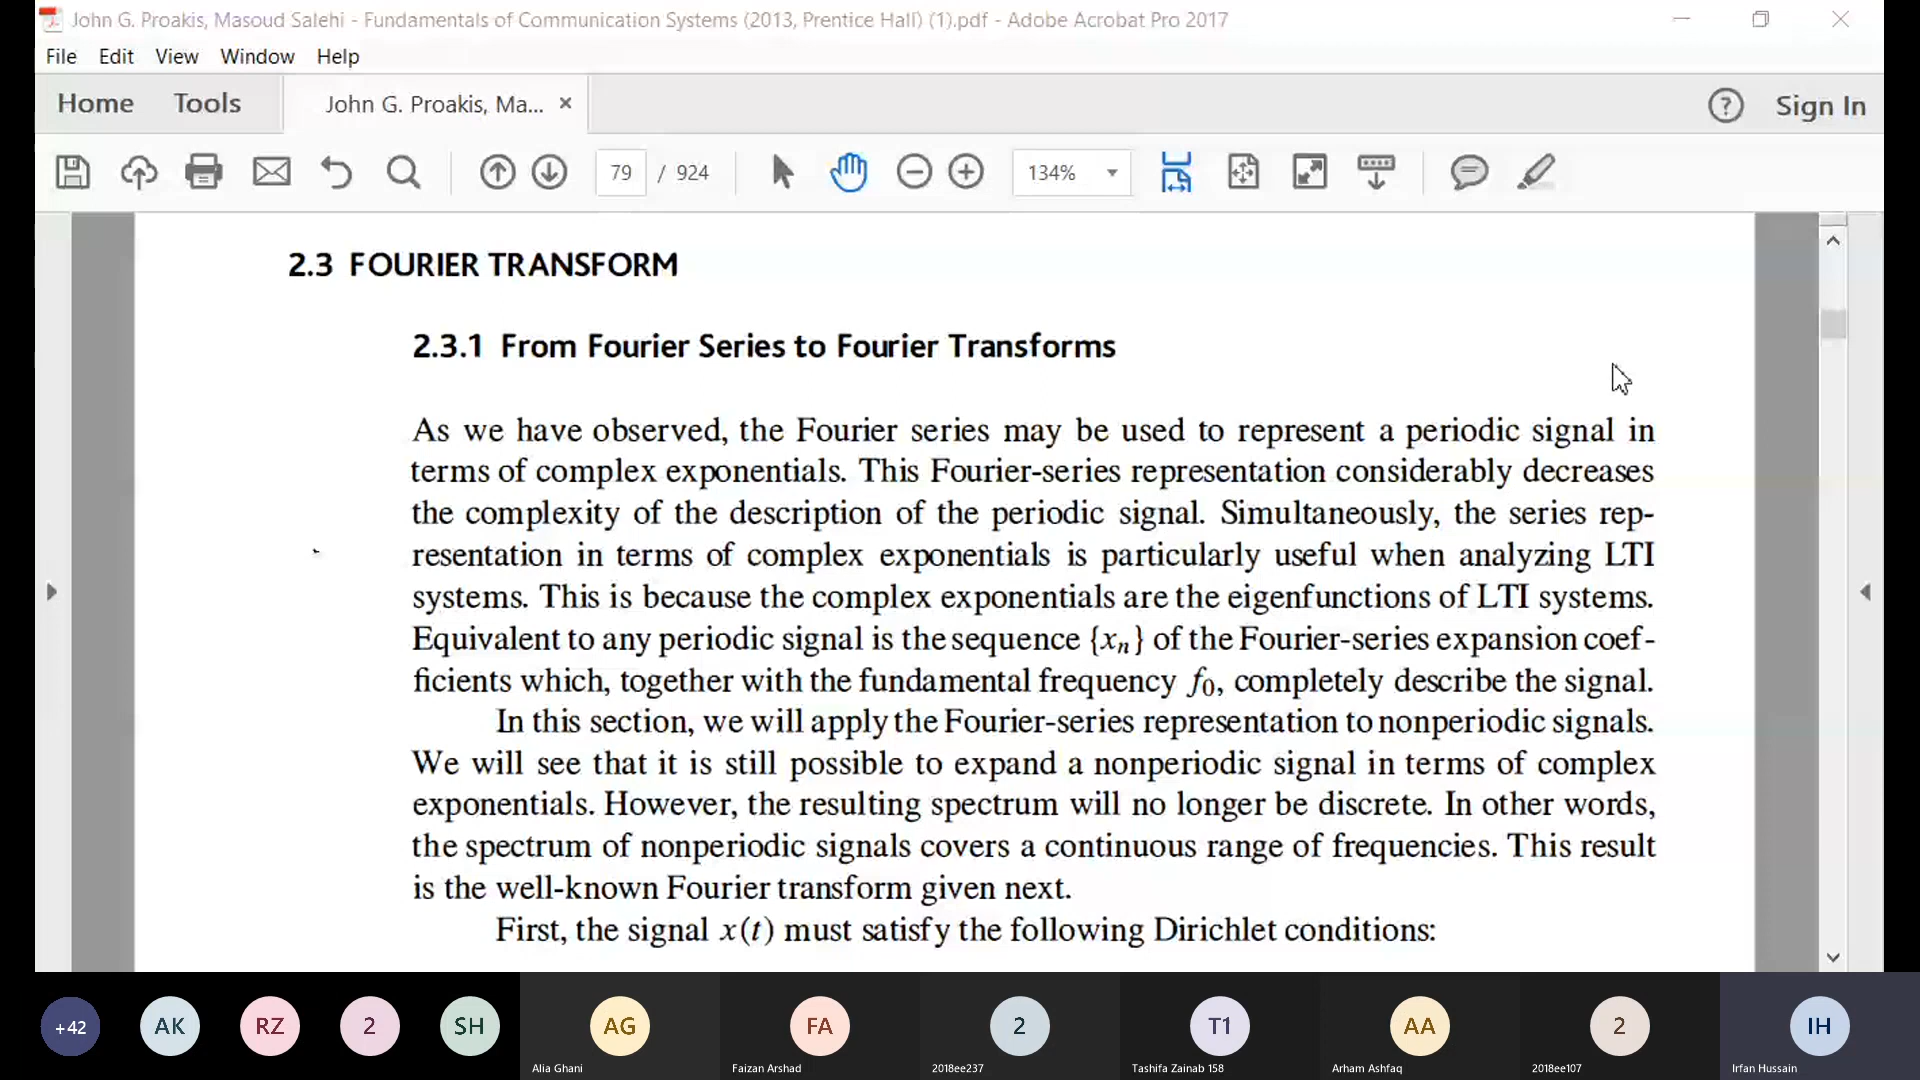 John G. Proakis, Masoud Salehi - Fundamentals of Communication Systems (2013, Prentice Hall) (1).pdf - Adobe Acrobat Pro 2017
File Edit View Window Help
Home Tools John G. Proakis, Ma... × ? Sign In
79 / 924 134%
2.3 FOURIER TRANSFORM
2.3.1 From Fourier Series to Fourier Transforms
As we have observed, the Fourier series may be used to represent a periodic signal in
terms of complex exponentials. This Fourier-series representation considerably decreases
the complexity of the description of the periodic signal. Simultaneously, the series rep-
resentation in terms of complex exponentials is particularly useful when analyzing LTI
systems. This is because the complex exponentials are the eigenfunctions of LTI systems.
Equivalent to any periodic signal is the sequence {xₙ} of the Fourier-series expansion coef-
ficients which, together with the fundamental frequency f₀, completely describe the signal.
In this section, we will apply the Fourier-series representation to nonperiodic signals.
We will see that it is still possible to expand a nonperiodic signal in terms of complex
exponentials. However, the resulting spectrum will no longer be discrete. In other words,
the spectrum of nonperiodic signals covers a continuous range of frequencies. This result
is the well-known Fourier transform given next.
First, the signal x(t) must satisfy the following Dirichlet conditions:
+42 AK RZ 2 SH AG FA 2 T1 AA 2 IH
Alia Ghani Faizan Arshad 2018ee237 Tashifa Zainab 158 Arham Ashfaq 2018ee107 Irfan Hussain